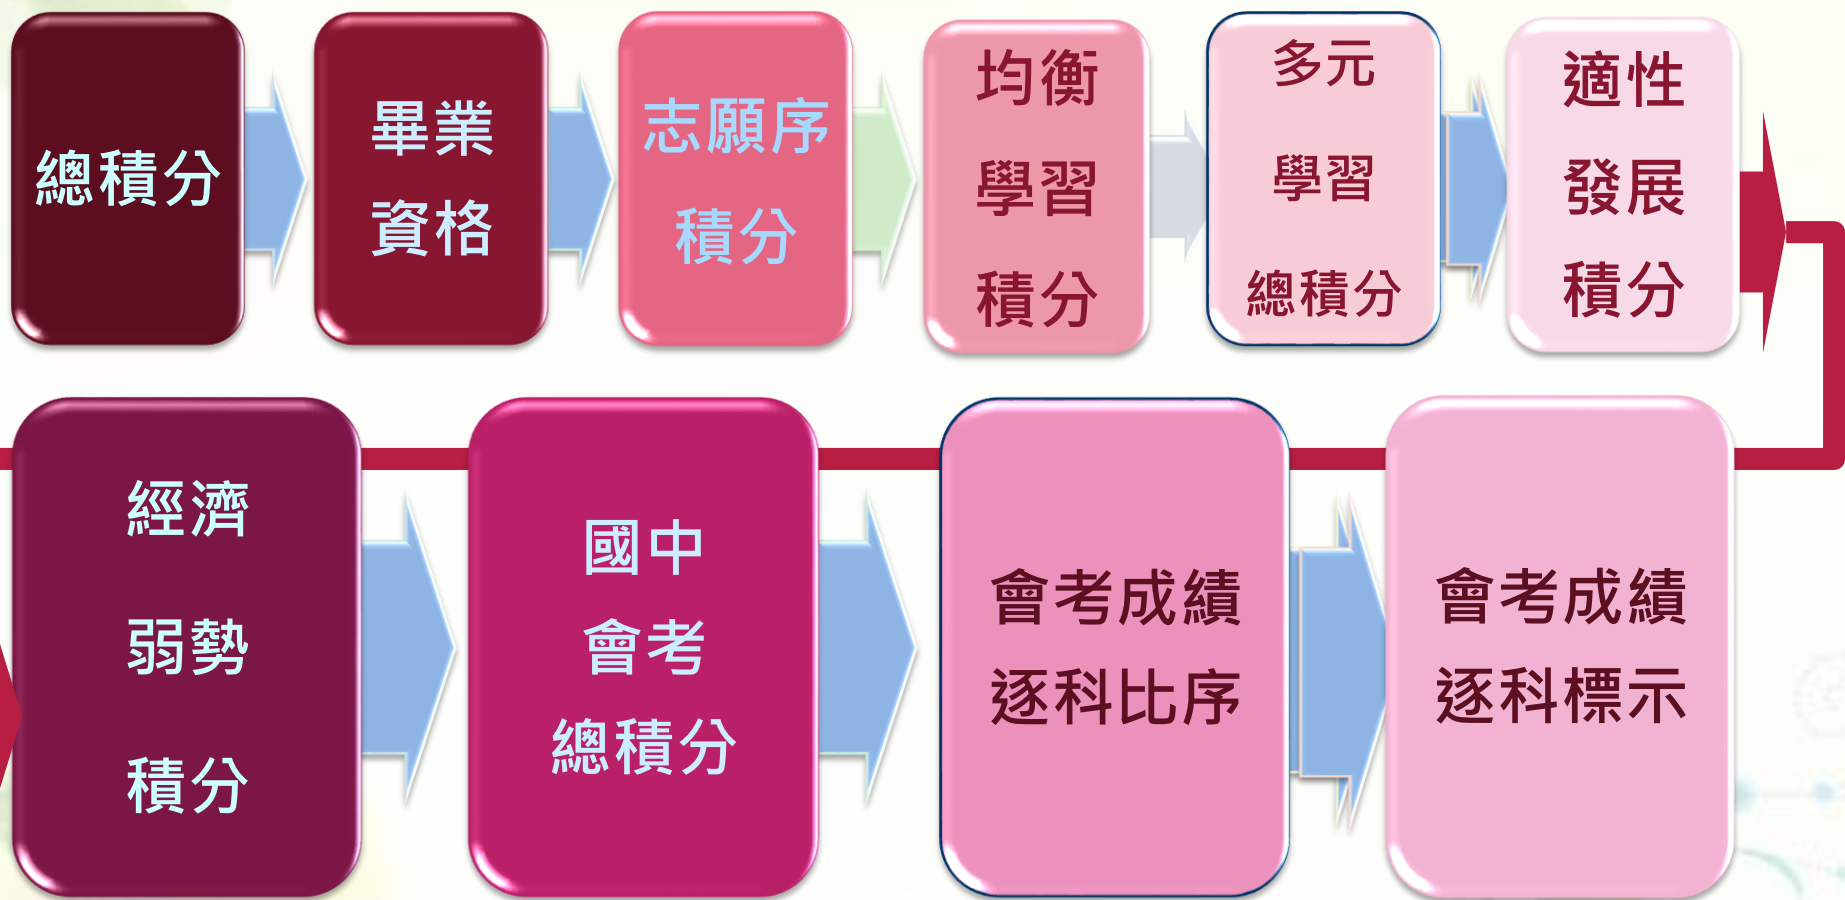 總積分
畢業
資格
志願序
積分
均衡
學習
積分
多元
學習
總積分
適性
發展
積分
經濟
弱勢
積分
國中
會考
總積分
會考成績
逐科比序
會考成績
逐科標示